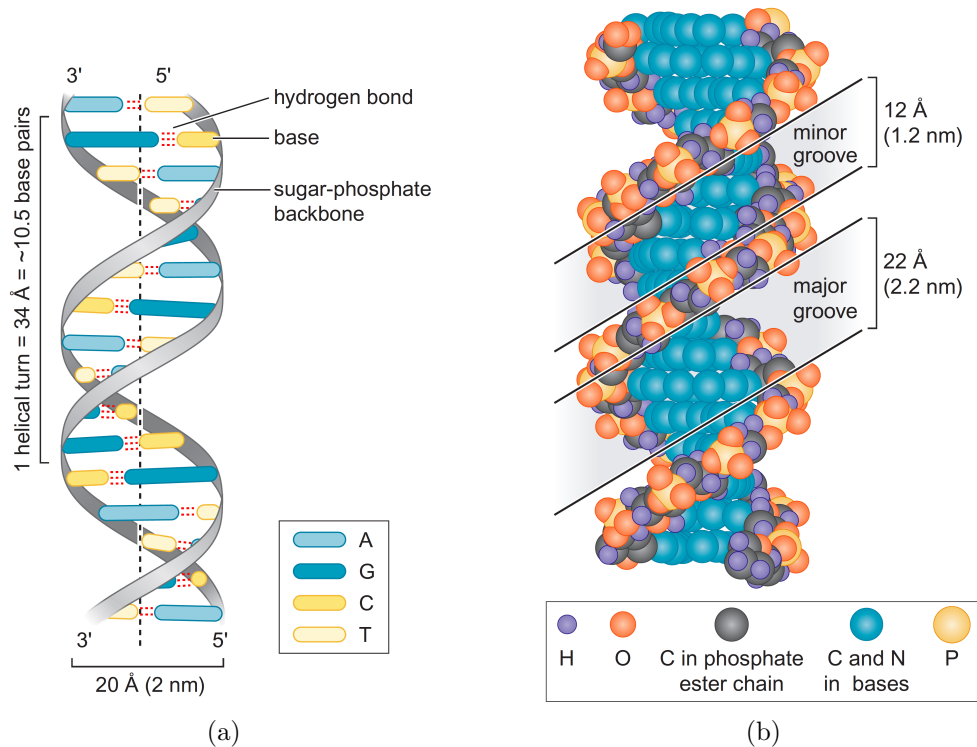 3'
5'
hydrogen bond
base
sugar-phosphate
backbone
1 helical turn = 34 Å = ~10.5 base pairs
A
G
C
T
3'
5'
20 Å (2 nm)
(a)
12 Å
(1.2 nm)
minor
groove
22 Å
(2.2 nm)
major
groove
H
O
C in phosphate
ester chain
C and N
in bases
P
(b)